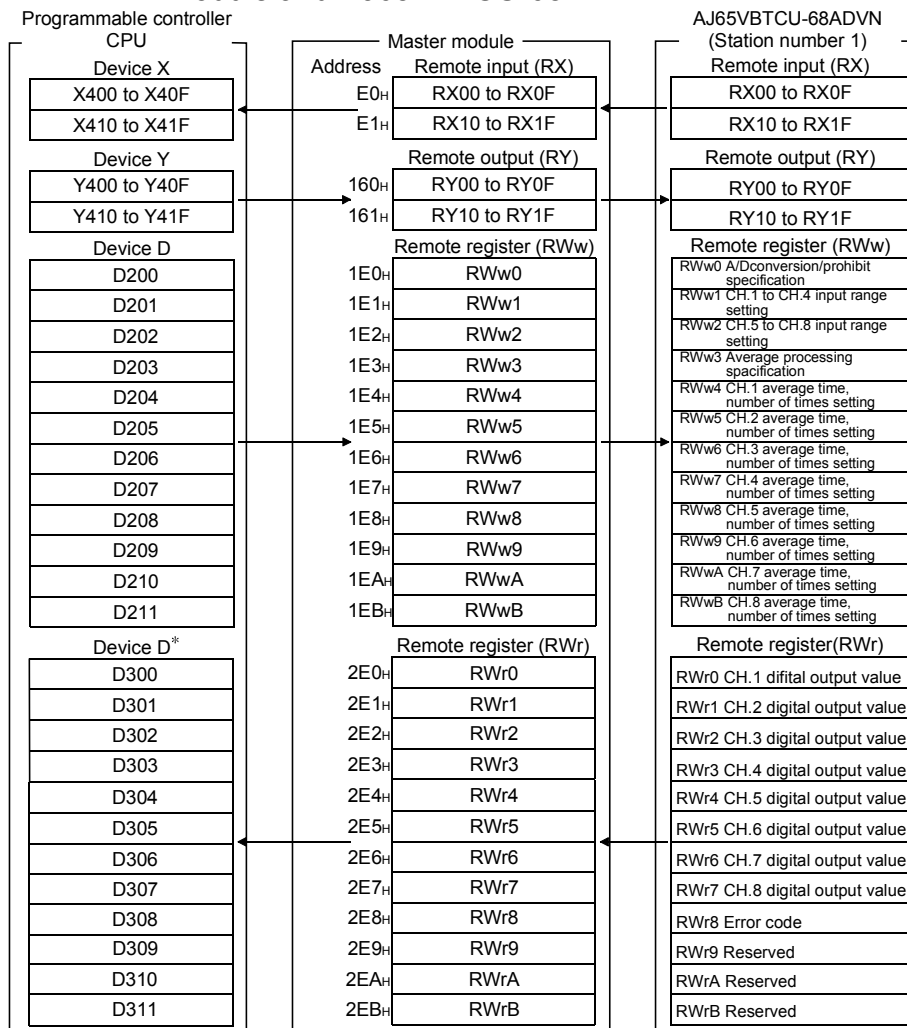 Programmable controller
CPU
Master module
AJ65VBTCU-68ADVN
(Station number 1)
Device X
Address
Remote input (RX)
Remote input (RX)
X400 to X40F
E0H
RX00 to RX0F
RX00 to RX0F
X410 to X41F
E1H
RX10 to RX1F
RX10 to RX1F
Device Y
Remote output (RY)
Remote output (RY)
Y400 to Y40F
160H
RY00 to RY0F
RY00 to RY0F
Y410 to Y41F
161H
RY10 to RY1F
RY10 to RY1F
Device D
Remote register (RWw)
Remote register (RWw)
D200
1E0H
RWw0
RWw0 A/Dconversion/prohibit
specification
D201
1E1H
RWw1
RWw1 CH.1 to CH.4 input range
setting
D202
1E2H
RWw2
RWw2 CH.5 to CH.8 input range
setting
D203
1E3H
RWw3
RWw3 Average processing
spacification
D204
1E4H
RWw4
RWw4 CH.1 average time,
number of times setting
D205
1E5H
RWw5
RWw5 CH.2 average time,
number of times setting
D206
1E6H
RWw6
RWw6 CH.3 average time,
number of times setting
D207
1E7H
RWw7
RWw7 CH.4 average time,
number of times setting
D208
1E8H
RWw8
RWw8 CH.5 average time,
number of times setting
D209
1E9H
RWw9
RWw9 CH.6 average time,
number of times setting
D210
1EAH
RWwA
RWwA CH.7 average time,
number of times setting
D211
1EBH
RWwB
RWwB CH.8 average time,
number of times setting
Device D*
Remote register (RWr)
Remote register(RWr)
D300
2E0H
RWr0
RWr0 CH.1 difital output value
D301
2E1H
RWr1
RWr1 CH.2 digital output value
D302
2E2H
RWr2
RWr2 CH.3 digital output value
D303
2E3H
RWr3
RWr3 CH.4 digital output value
D304
2E4H
RWr4
RWr4 CH.5 digital output value
D305
2E5H
RWr5
RWr5 CH.6 digital output value
D306
2E6H
RWr6
RWr6 CH.7 digital output value
D307
2E7H
RWr7
RWr7 CH.8 digital output value
D308
2E8H
RWr8
RWr8 Error code
D309
2E9H
RWr9
RWr9 Reserved
D310
2EAH
RWrA
RWrA Reserved
D311
2EBH
RWrB
RWrB Reserved